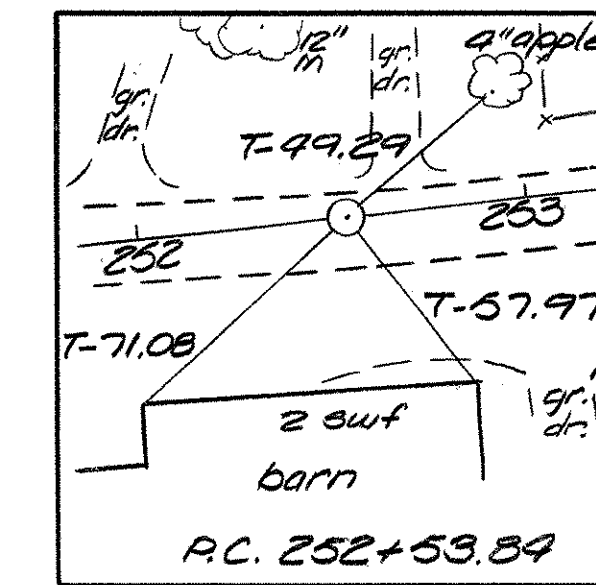 12"
m
4"apple
gr.
dr.
gr.
dr.
T-49.29
252
253
T-71.08
T-57.97
2 swf
barn
gr.
dr.
P.C. 252+53.84